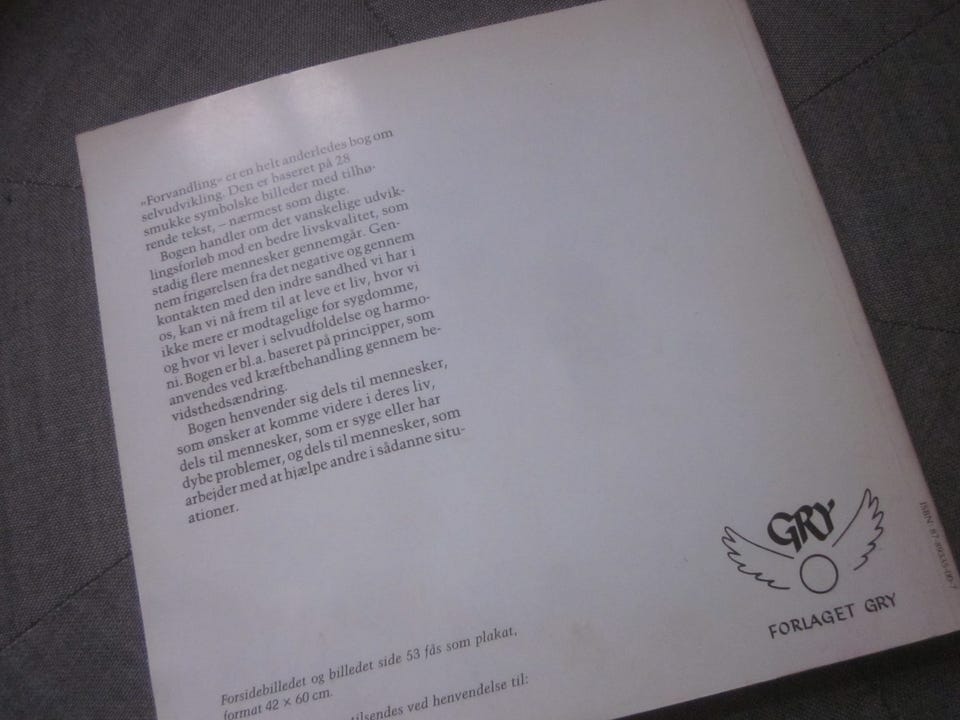 „Forvandling“ et en helt anderledes bog om
selvudvikling. Den er baseret på 28
smukke symbolske billeder med tilhø-
rende tekst, – nærmest som digte.
Bogen handler om det vanskelige udvik-
lingsforløb mod en bedre livskvalitet, som
stadig flere mennesker gennemgår. Gen-
nem frigørelsen fra det negative og gennem
kontakten med den indre sandhed vi har i
os, kan vi nå frem til at leve et liv, hvor vi
ikke mere er modtagelige for sygdomme,
og hvor vi lever i selvudfoldelse og harmo-
ni. Bogen er bl.a. baseret på principper, som
anvendes ved kræftbehandling gennem be-
vidsthedsændring.
Bogen henvender sig dels til mennesker,
som ønsker at komme videre i deres liv,
dels til mennesker, som er syge eller har
dybe problemer, og dels til mennesker, som
arbejder med at hjælpe andre i sådanne situ-
ationer.
Forsidebilledet og billedet side 53 fås som plakat,
format 42 × 60 cm.
tilsendes ved henvendelse til:
GRY
FORLAGET GRY
ISBN: